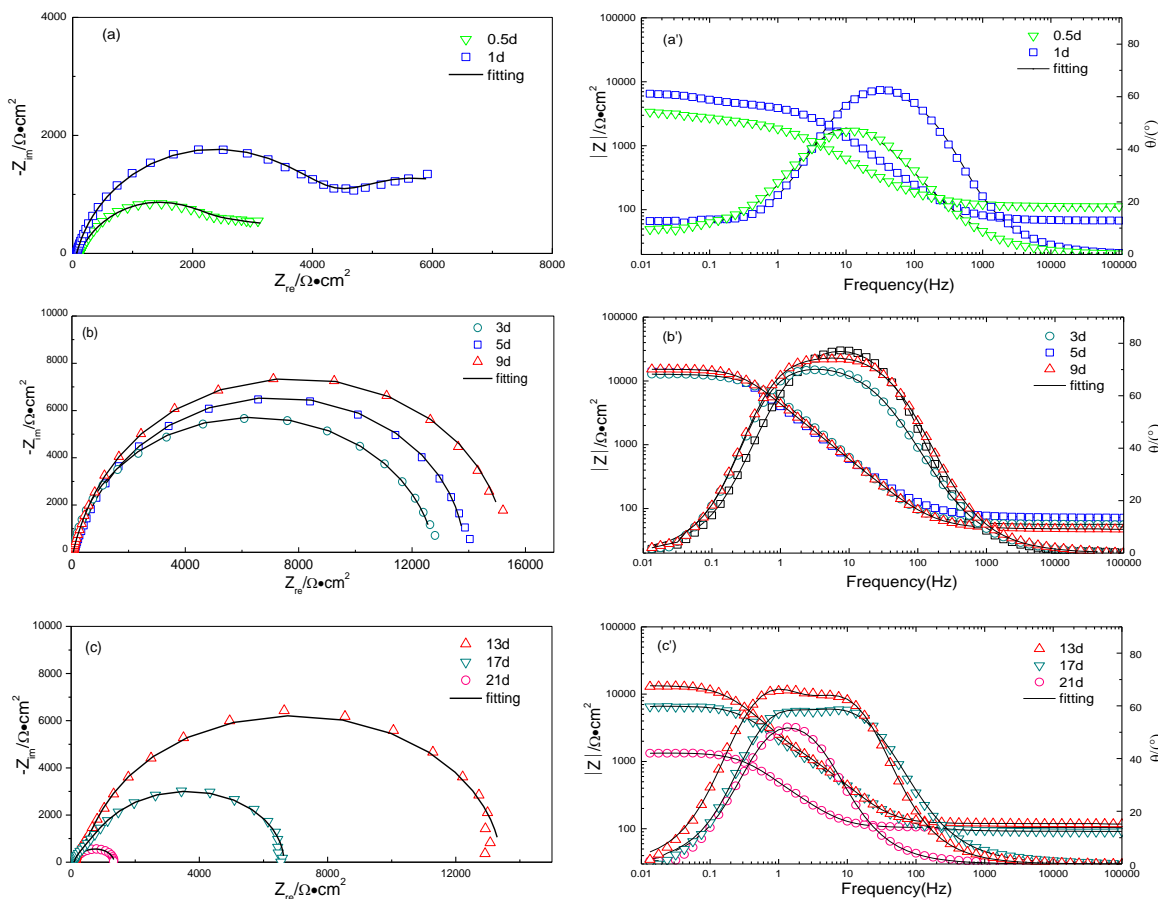 (a)
0.5d
1d
fitting
4000
2000
1000
0
0
2000
4000
6000
8000
-Z_im/Ω•cm²
Z_re/Ω•cm²
(a')
0.5d
1d
fitting
100000
10000
1000
100
0.01
0.1
1
10
100
1000
10000
100000
80
60
40
20
0
|Z|/Ω•cm²
θ/(°)
Frequency(Hz)
(b)
3d
5d
9d
fitting
10000
8000
6000
4000
2000
0
0
4000
8000
12000
16000
-Z_im/Ω•cm²
Z_re/Ω•cm²
(b')
3d
5d
9d
fitting
100000
10000
1000
100
0.01
0.1
1
10
100
1000
10000
100000
80
60
40
20
0
|Z|/Ω•cm²
θ/(°)
Frequency(Hz)
(c)
13d
17d
21d
fitting
10000
8000
6000
4000
2000
0
0
4000
8000
12000
-Z_im/Ω•cm²
Z_re/Ω•cm²
(c')
13d
17d
21d
fitting
100000
10000
1000
100
0.01
0.1
1
10
100
1000
10000
100000
80
60
40
20
0
|Z|/Ω•cm²
θ/(°)
Frequency(Hz)